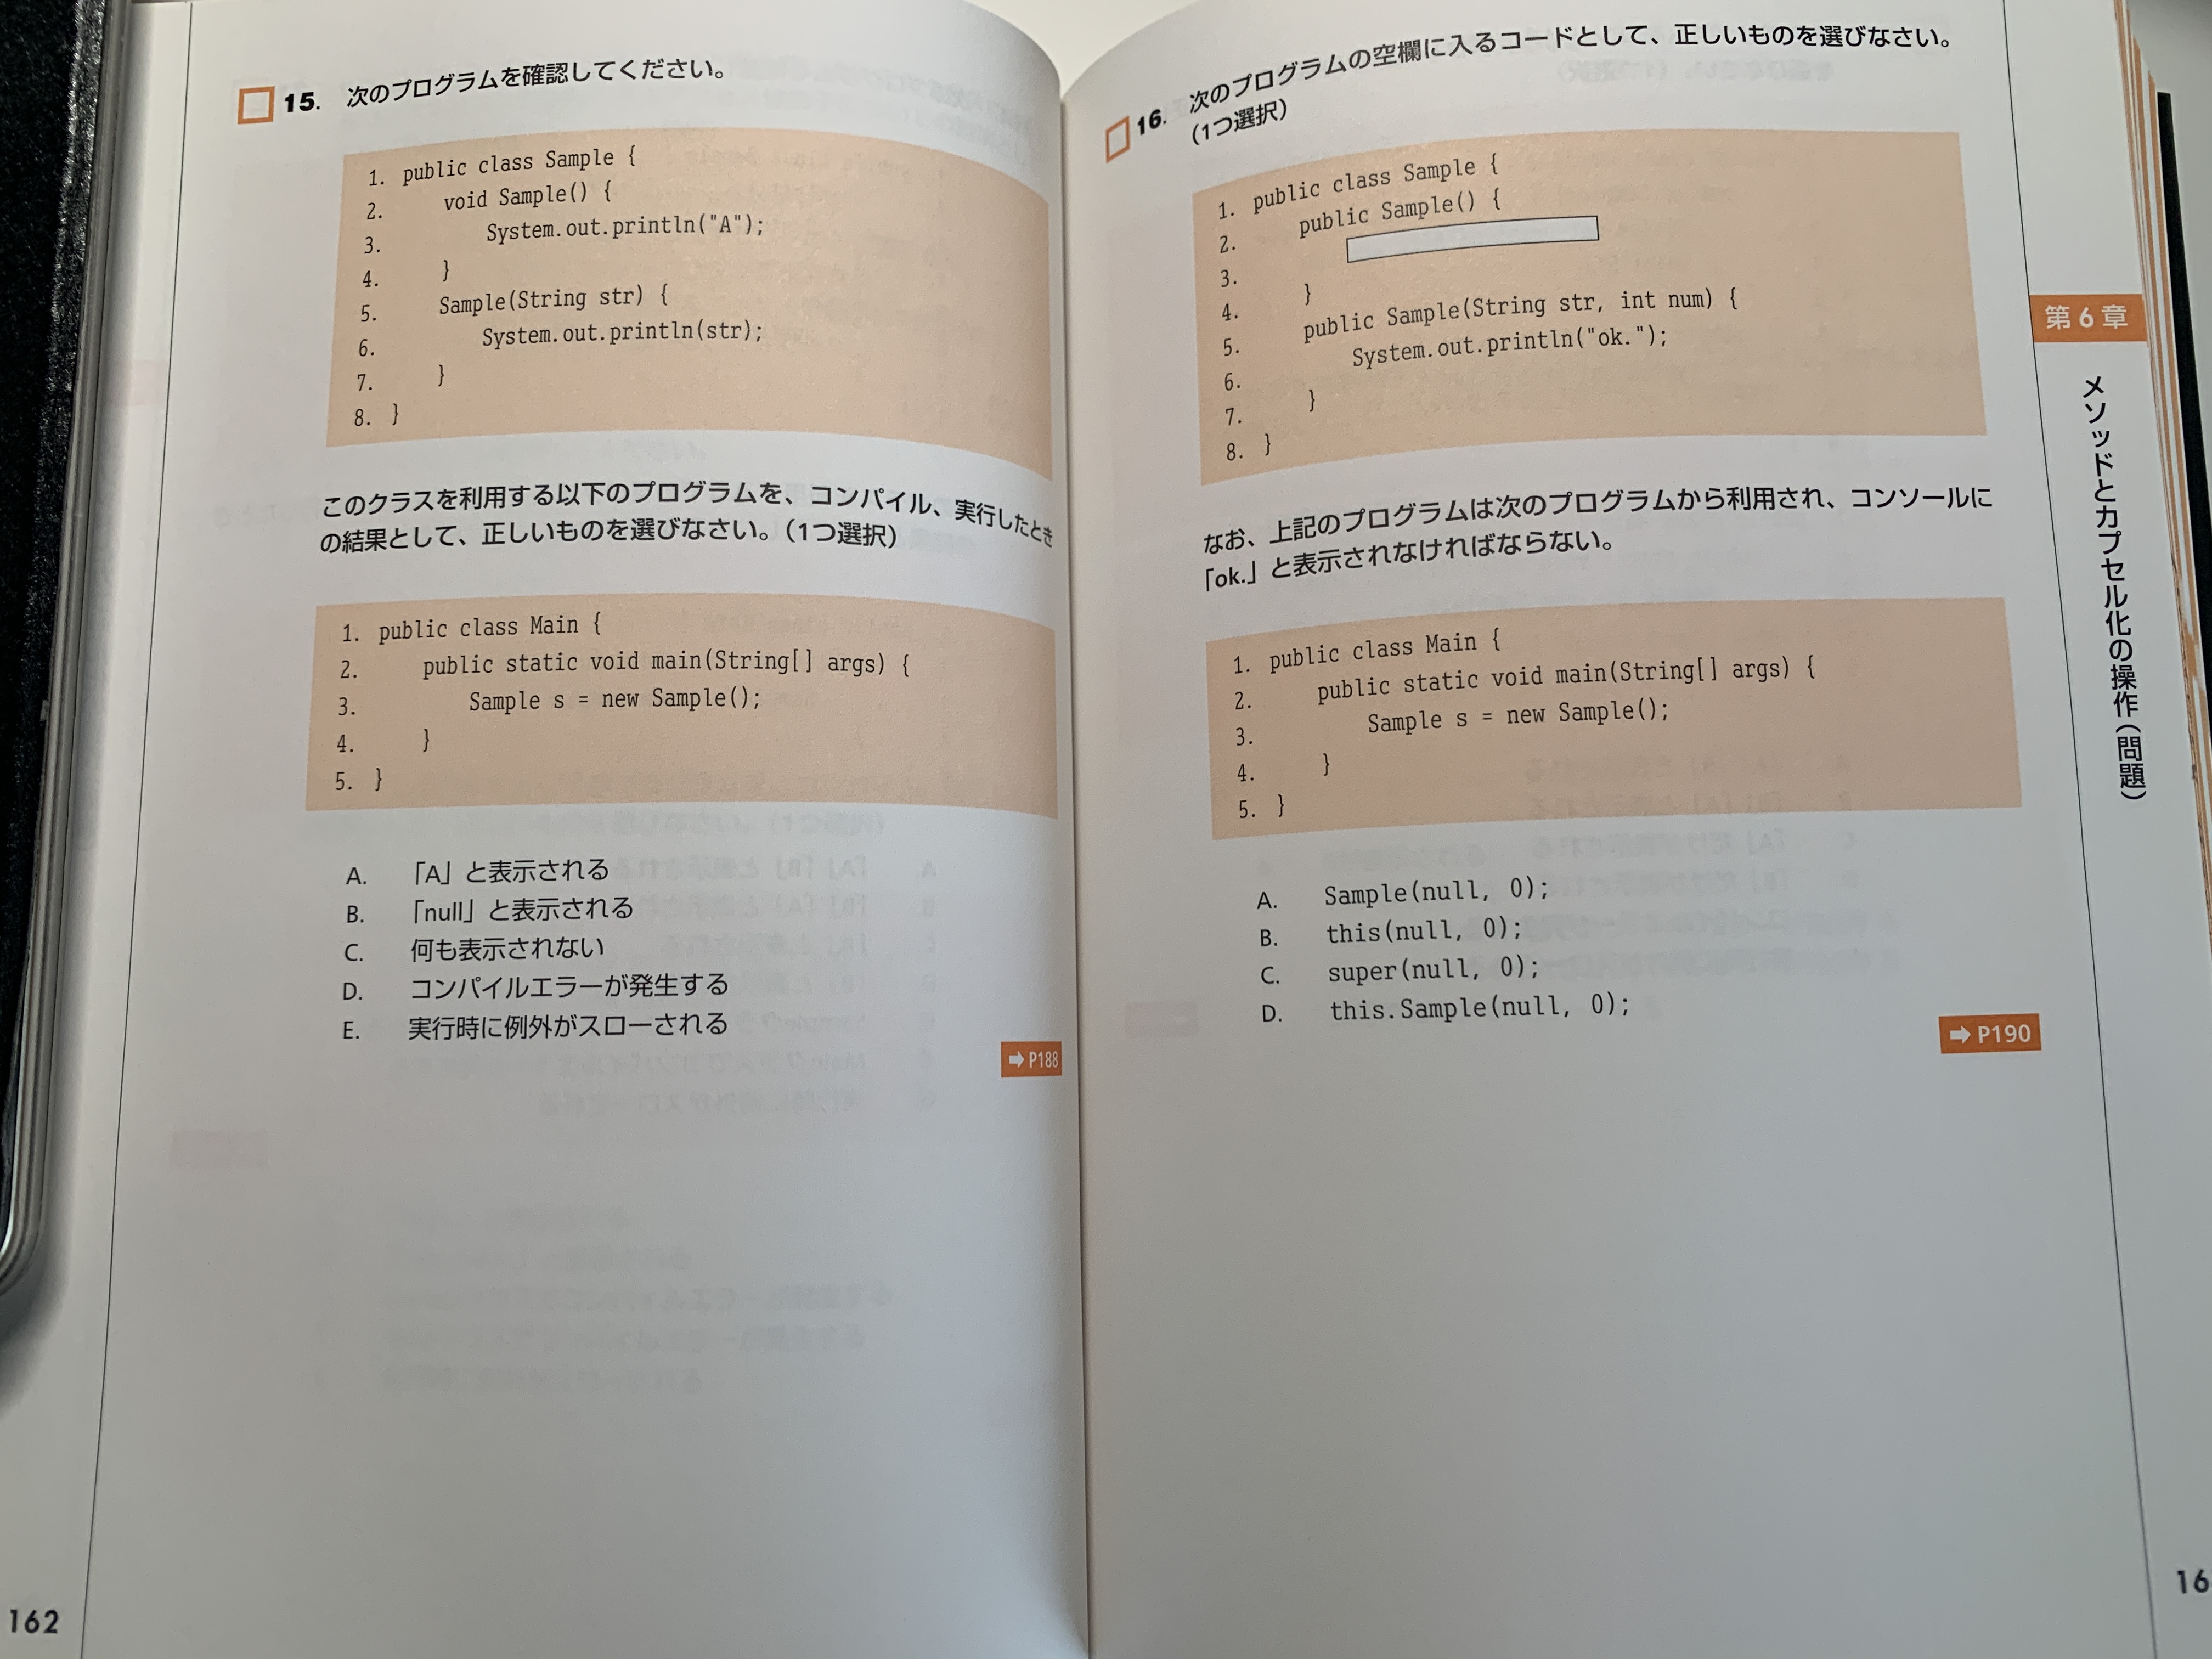 15. 次のプログラムを確認してください。
1. public class Sample {
2. void Sample() {
3. System.out.println("A");
4. }
5. Sample(String str) {
6. System.out.println(str);
7. }
8. }
このクラスを利用する以下のプログラムを、コンパイル、実行したとき
の結果として、正しいものを選びなさい。(1つ選択)
1. public class Main {
2. public static void main(String[] args) {
3. Sample s = new Sample();
4. }
5. }
A. 「A」と表示される
B. 「null」と表示される
C. 何も表示されない
D. コンパイルエラーが発生する
E. 実行時に例外がスローされる
➡ P188
162
16. 次のプログラムの空欄に入るコードとして、正しいものを選びなさい。
(1つ選択)
1. public class Sample {
2. public Sample() {
3.
4. }
5. public Sample(String str, int num) {
6. System.out.println("ok.");
7. }
8. }
なお、上記のプログラムは次のプログラムから利用され、コンソールに
「ok.」と表示されなければならない。
1. public class Main {
2. public static void main(String[] args) {
3. Sample s = new Sample();
4. }
5. }
A. Sample(null, 0);
B. this(null, 0);
C. super(null, 0);
D. this.Sample(null, 0);
➡ P190
第6章
メソッドとカプセル化の操作(問題)
16